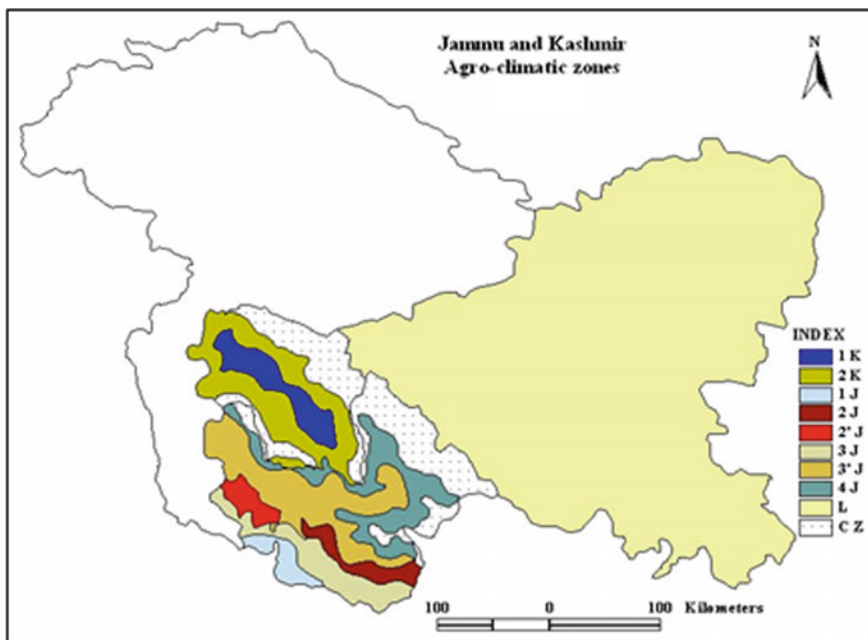 Jammu and Kashmir
Agro-climatic zones
N
INDEX
1 K
2 K
1 J
2 J
2' J
3 J
3' J
4 J
L
C Z
100 0 100 Kilometers